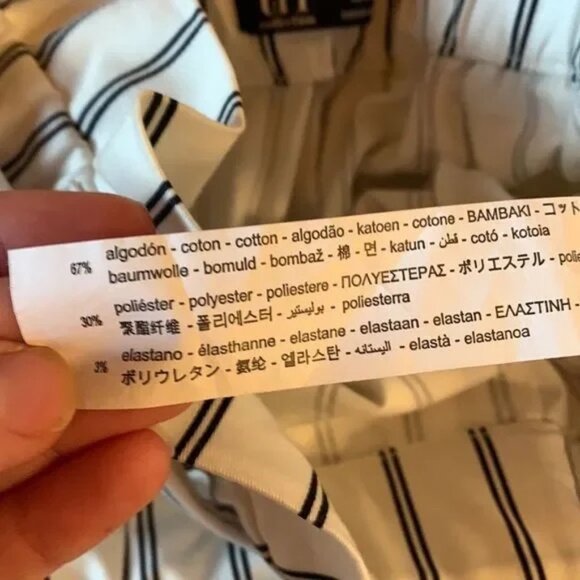 67% algodón - coton - cotton - algodão - katoen - cotone - BAMBAKI - コット
baumwolle - bomuld - bombaž - 棉 - 면 - katun - قطن - cotó - kotoia
30% poliéster - polyester - poliestere - ΠΟΛΥΕΣΤΕΡΑΣ - ポリエステル - polie
聚酯纤维 - 폴리에스터 - بوليستير - poliesterra
3% elastano - élasthanne - elastane - elastaan - elastan - ΕΛΑΣΤΙΝΗ -
ポリウレタン - 氨纶 - 엘라스탄 - اليستانه - elastà - elastanoa